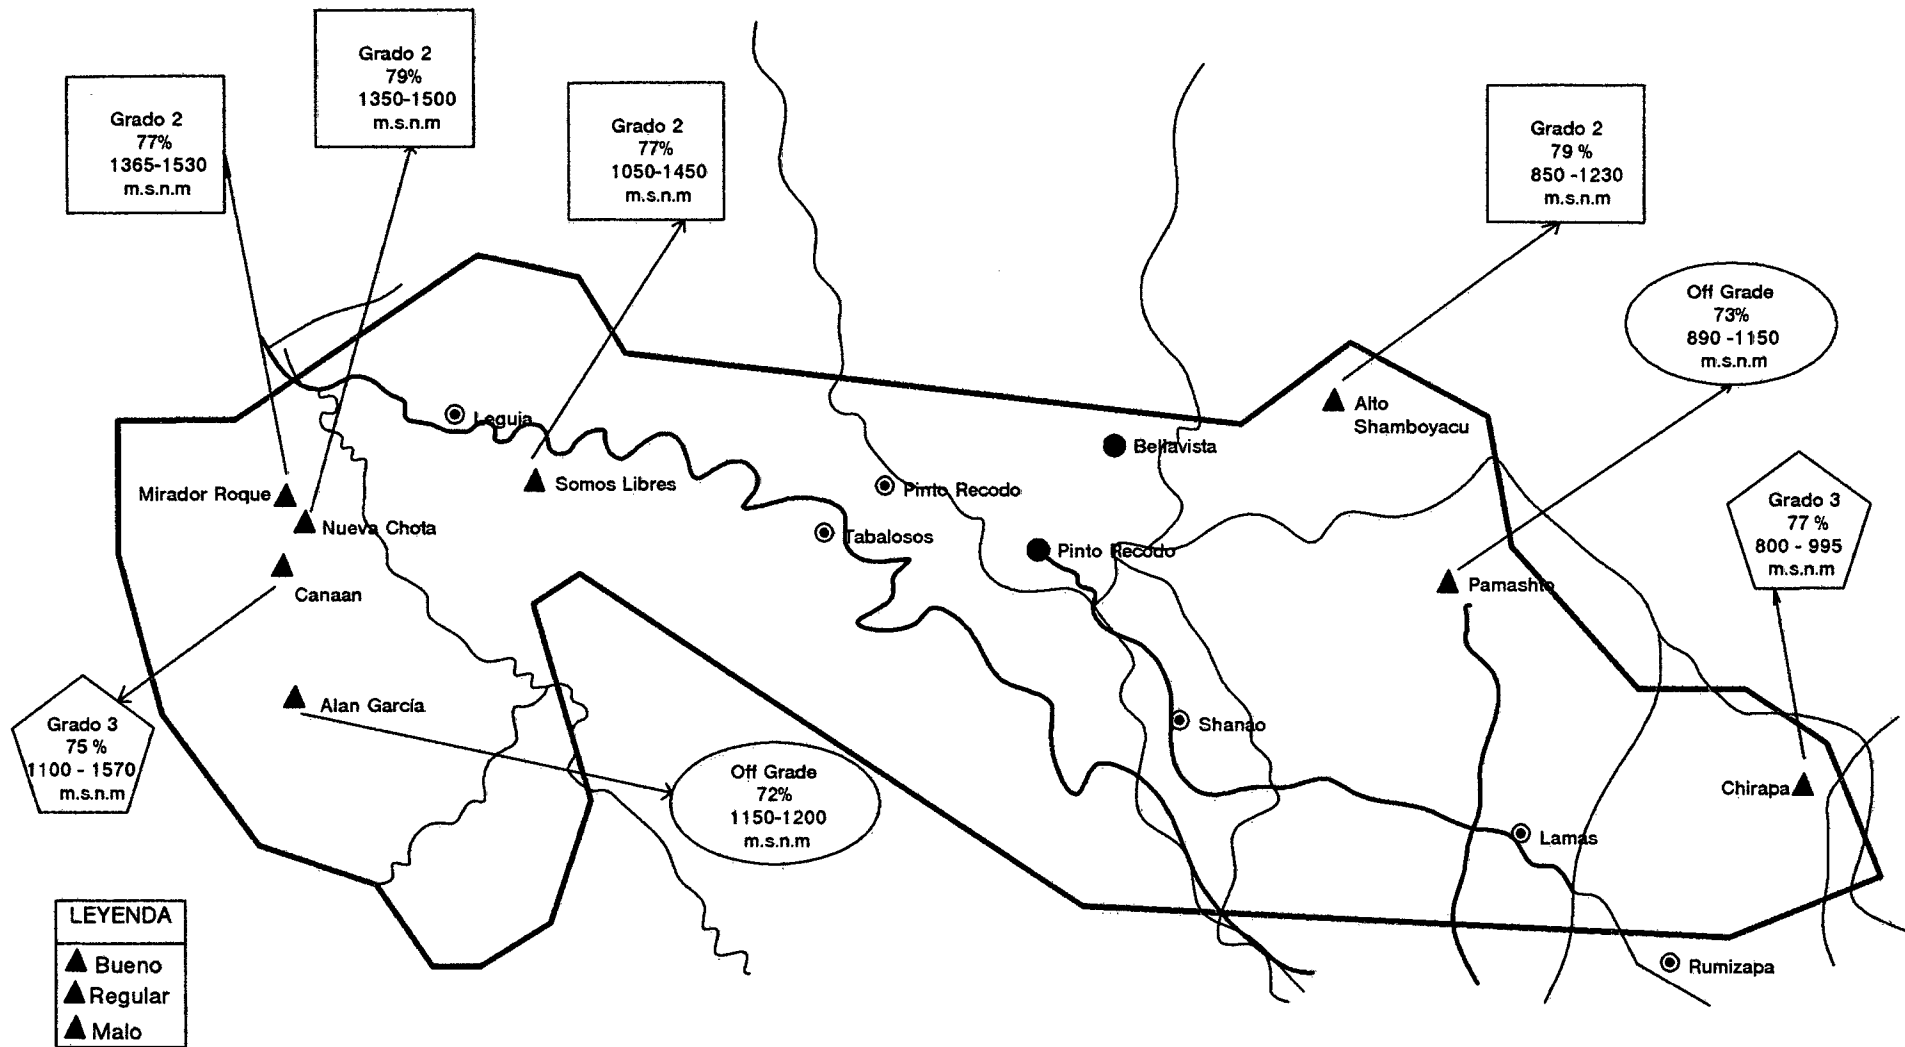 Grado 2
77%
1365-1530
m.s.n.m
Grado 2
79%
1350-1500
m.s.n.m
Grado 2
77%
1050-1450
m.s.n.m
Grado 2
79 %
850 -1230
m.s.n.m
Off Grade
73%
890 -1150
m.s.n.m
Grado 3
77 %
800 - 995
m.s.n.m
Leguia
Alto
Shamboyacu
Bellavista
Mirador Roque
Somos Libres
Pinto Recodo
Nueva Chota
Tabalosos
Pinto Recodo
Canaan
Pamashto
Alan García
Shanao
Grado 3
75 %
1100 - 1570
m.s.n.m
Off Grade
72%
1150-1200
m.s.n.m
Chirapa
Lamas
Rumizapa
LEYENDA
Bueno
Regular
Malo